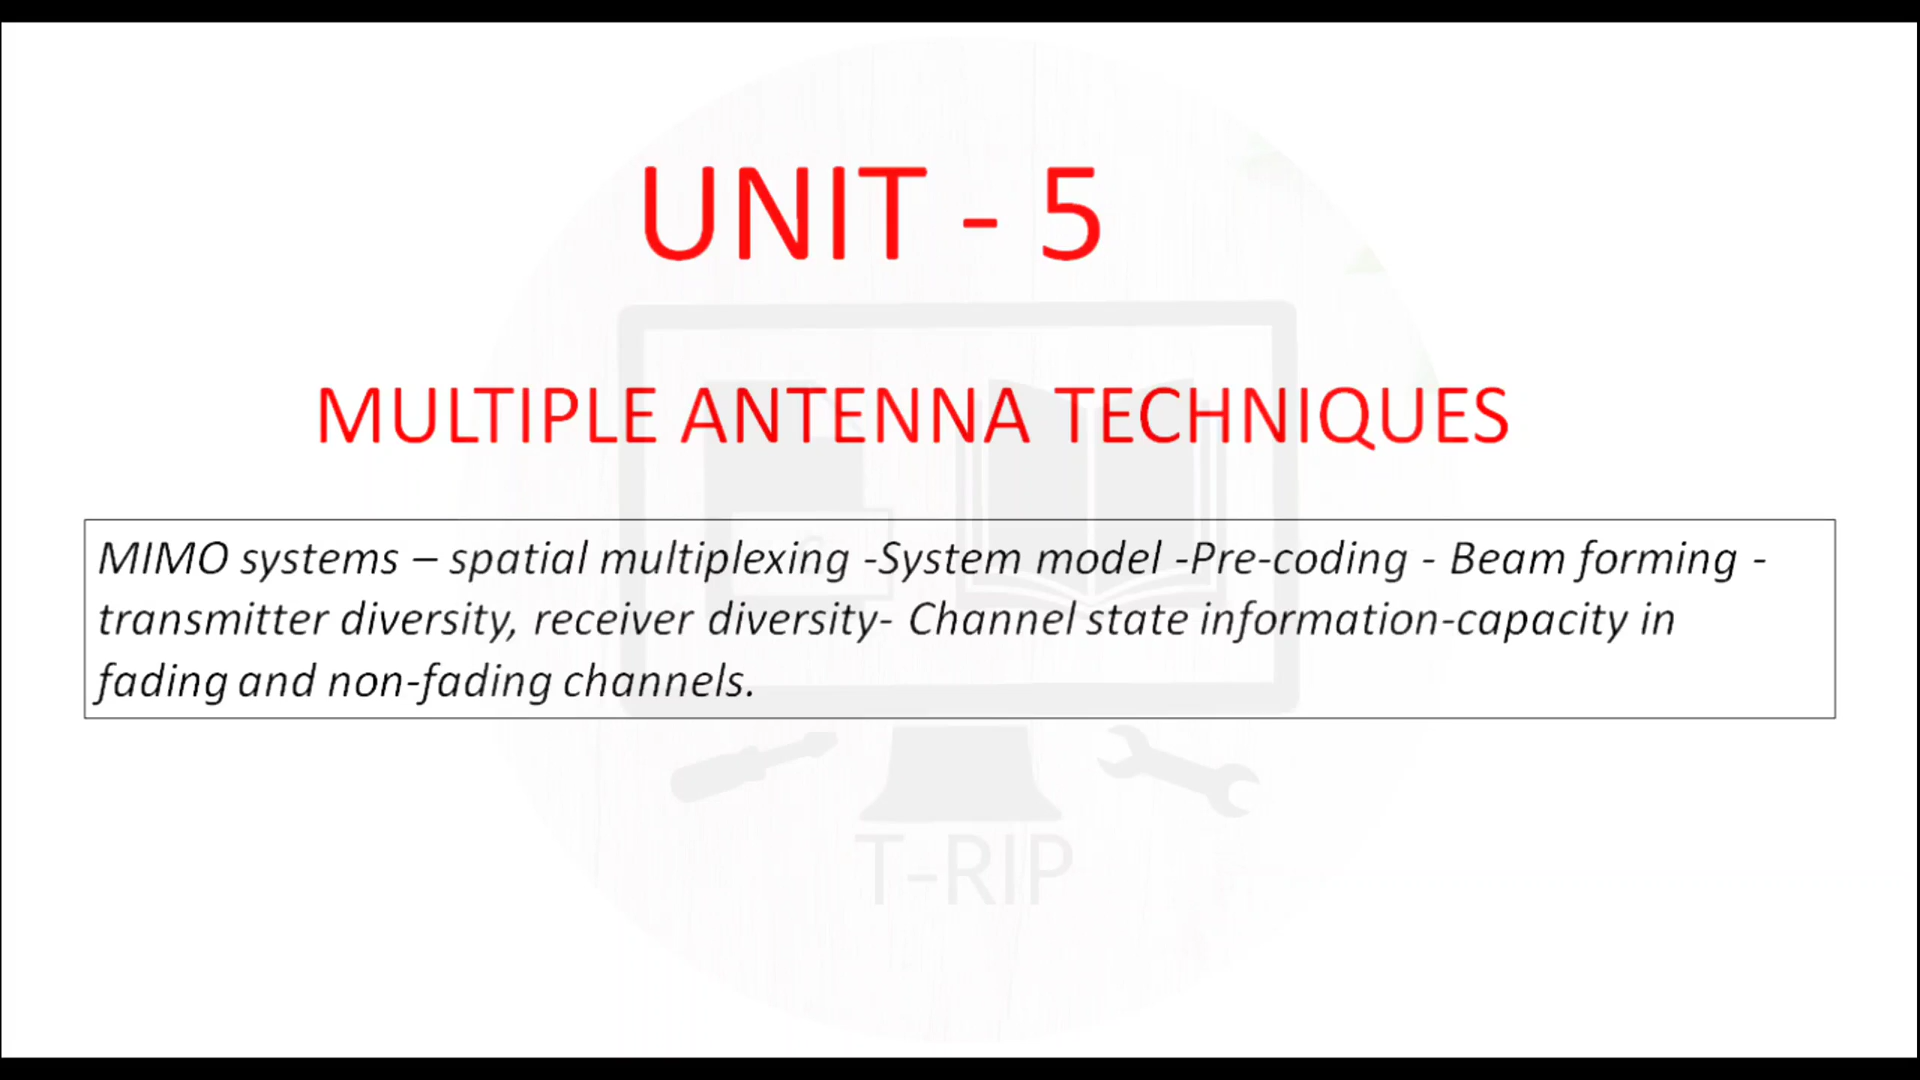 UNIT - 5
MULTIPLE ANTENNA TECHNIQUES
MIMO systems – spatial multiplexing -System model -Pre-coding - Beam forming -
transmitter diversity, receiver diversity- Channel state information-capacity in
fading and non-fading channels.
T-RIP